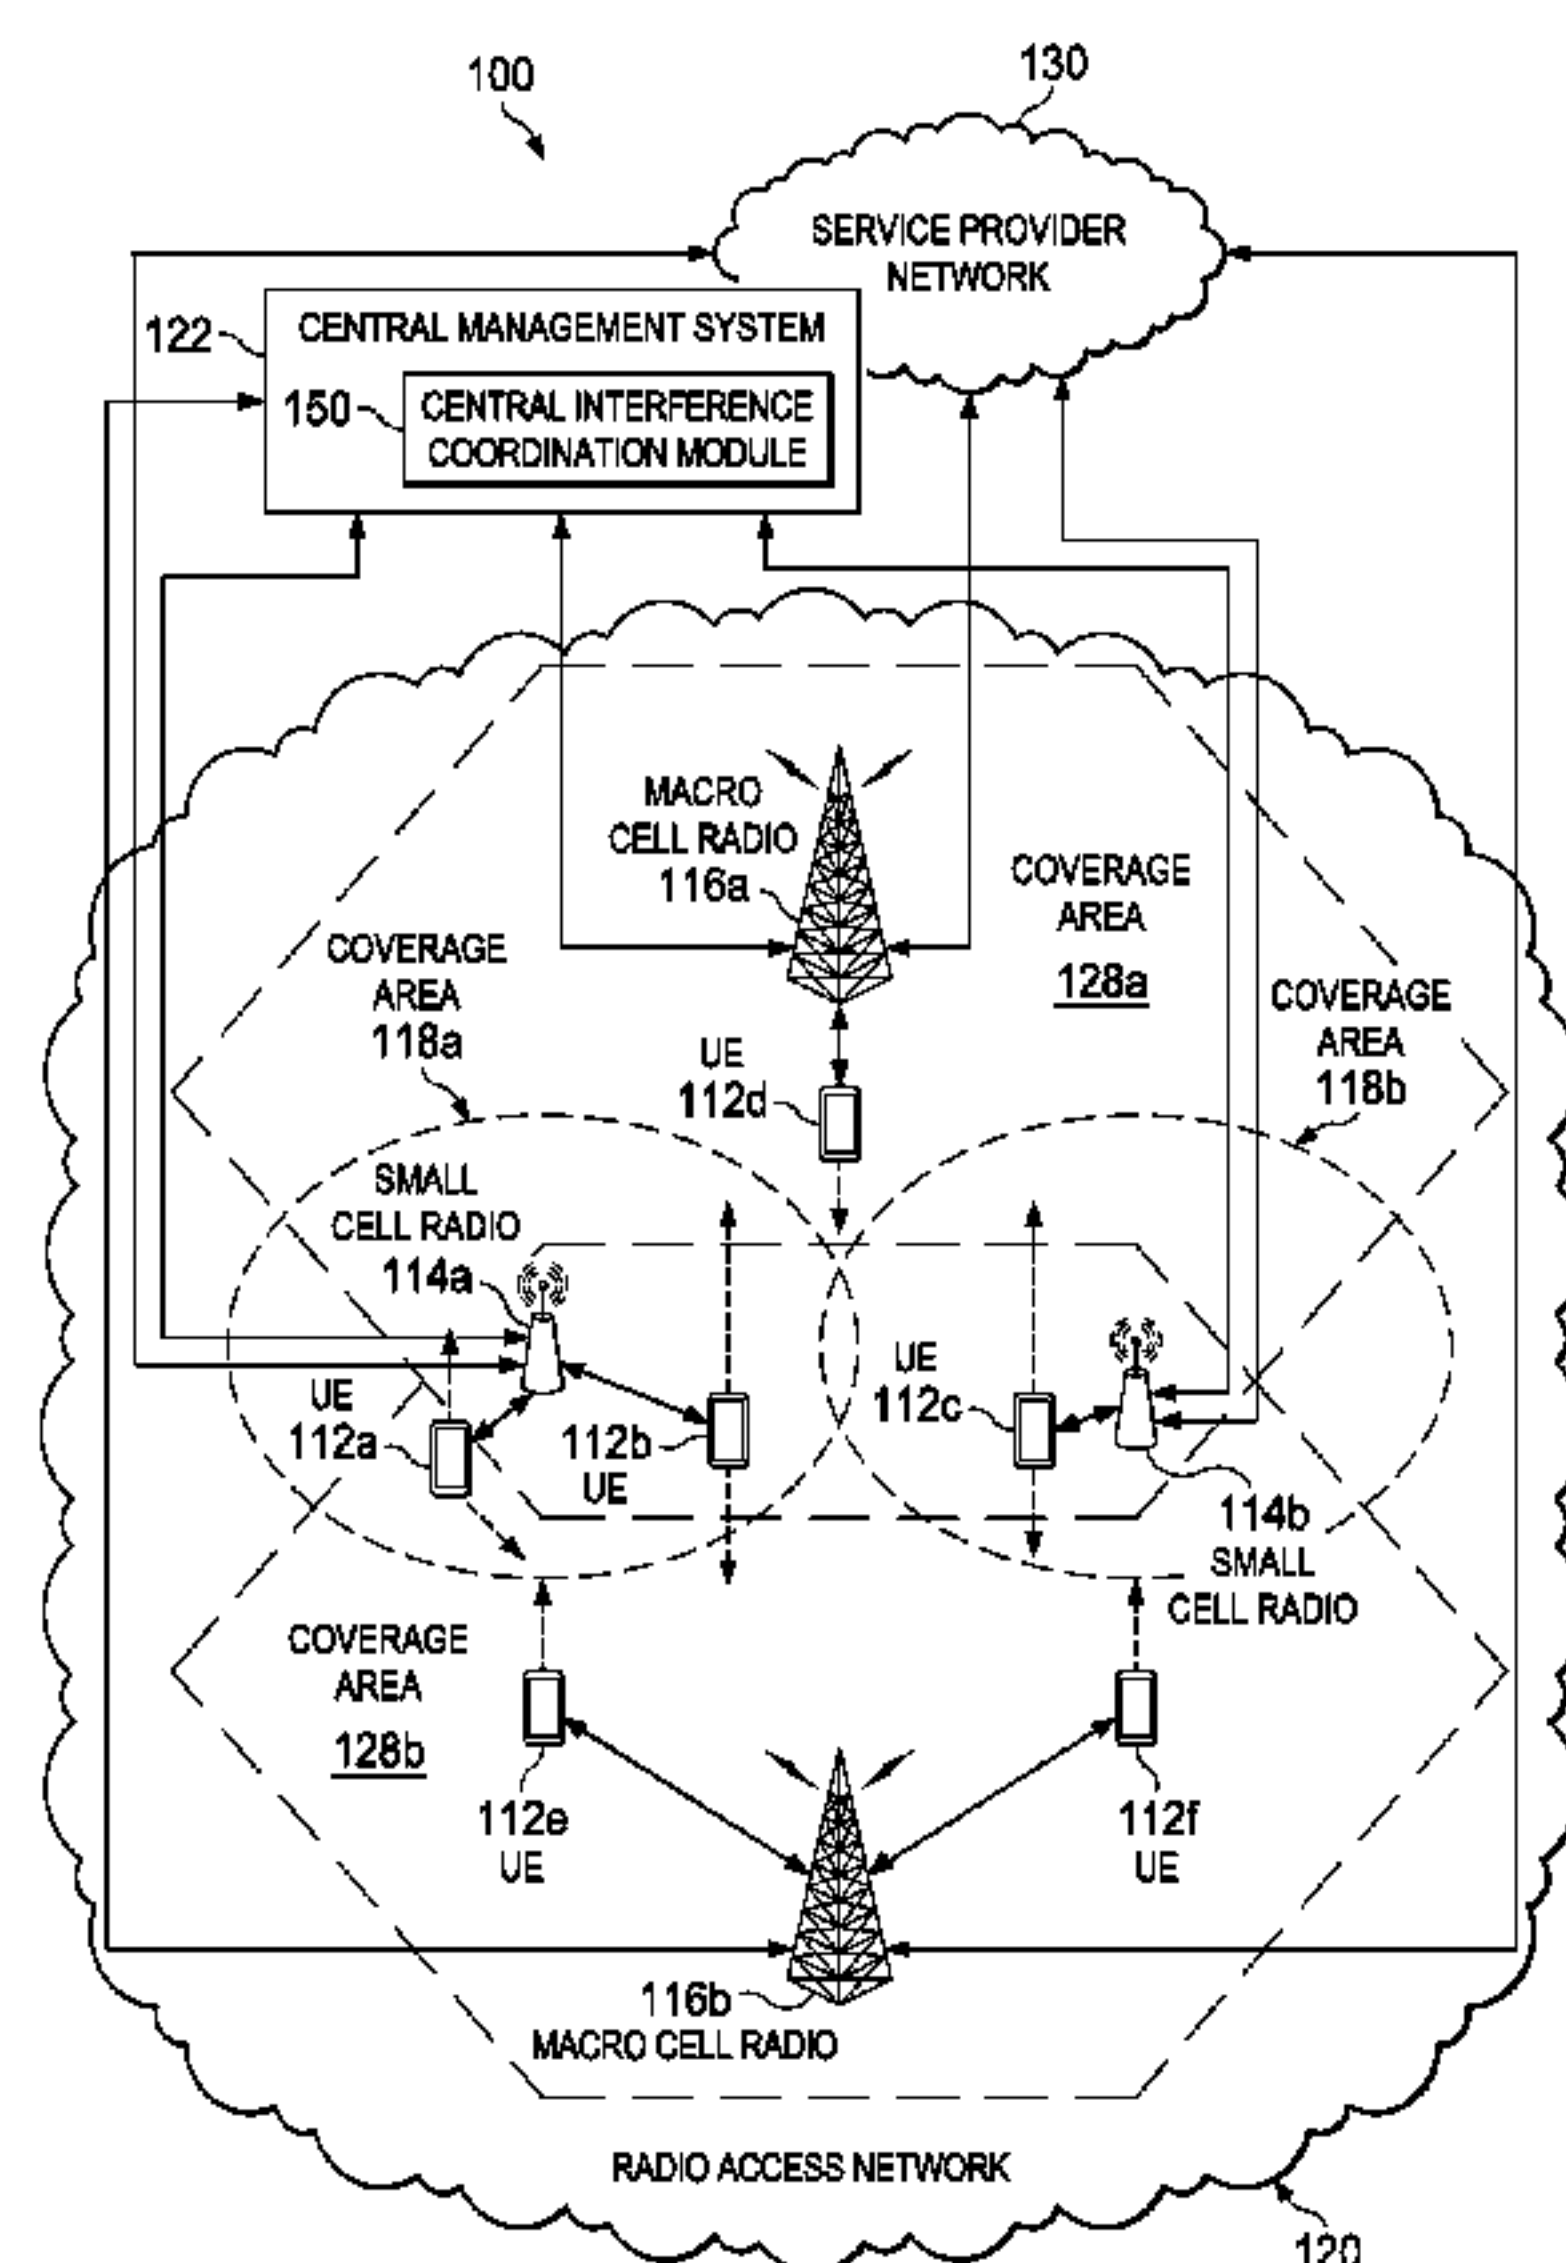 100
130
SERVICE PROVIDER
NETWORK
122
CENTRAL MANAGEMENT SYSTEM
150
CENTRAL INTERFERENCE
COORDINATION MODULE
MACRO
CELL RADIO
116a
COVERAGE
AREA
128a
COVERAGE
AREA
118a
COVERAGE
AREA
118b
UE
112d
SMALL
CELL RADIO
114a
UE
112a
112b
UE
UE
112c
114b
SMALL
CELL RADIO
COVERAGE
AREA
128b
112e
UE
112f
UE
116b
MACRO CELL RADIO
RADIO ACCESS NETWORK
120